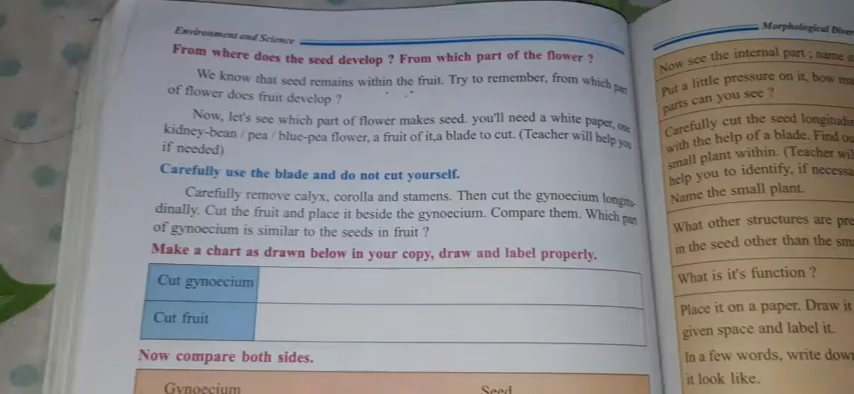 Environment and Science
From where does the seed develop ? From which part of the flower ?
We know that seed remains within the fruit. Try to remember, from which part
of flower does fruit develop ?
Now, let's see which part of flower makes seed. you'll need a white paper, one
kidney-bean / pea / blue-pea flower, a fruit of it,a blade to cut. (Teacher will help you
if needed)
Carefully use the blade and do not cut yourself.
Carefully remove calyx, corolla and stamens. Then cut the gynoecium longitu-
dinally. Cut the fruit and place it beside the gynoecium. Compare them. Which part
of gynoecium is similar to the seeds in fruit ?
Make a chart as drawn below in your copy, draw and label properly.
Cut gynoecium
Cut fruit
Now compare both sides.
Gynoecium Seed
Morphological
Now see the internal part ; name
Put a little pressure on it, how
parts can you see ?
Carefully cut the seed
with the help of a blade. Find
small plant within. (Teacher
help you to identify, if
Name the small plant.
What other structures are
in the seed other than the
What is it's function ?
Place it on a paper. Draw it
given space and label it.
In a few words, write
it look like.